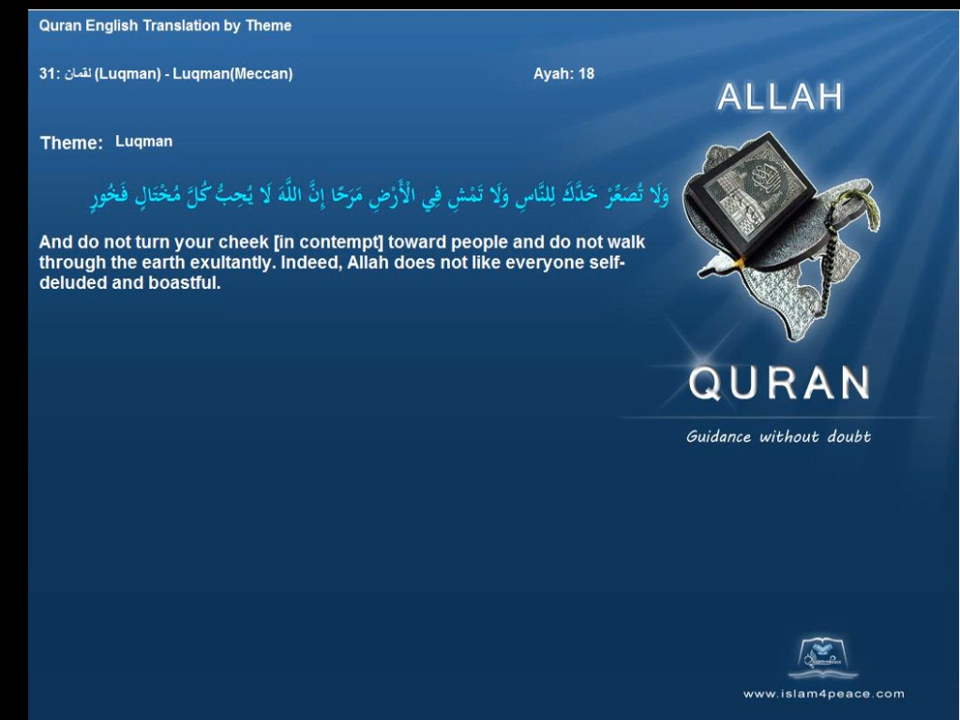 Quran English Translation by Theme
31: لقمان (Luqman) - Luqman(Meccan) Ayah: 18
Theme: Luqman
وَلَا تُصَعِّرْ خَدَّكَ لِلنَّاسِ وَلَا تَمْشِ فِي الْأَرْضِ مَرَحًا إِنَّ اللَّهَ لَا يُحِبُّ كُلَّ مُخْتَالٍ فَخُورٍ
And do not turn your cheek [in contempt] toward people and do not walk
through the earth exultantly. Indeed, Allah does not like everyone self-
deluded and boastful.
ALLAH
QURAN
Guidance without doubt
www.islam4peace.com